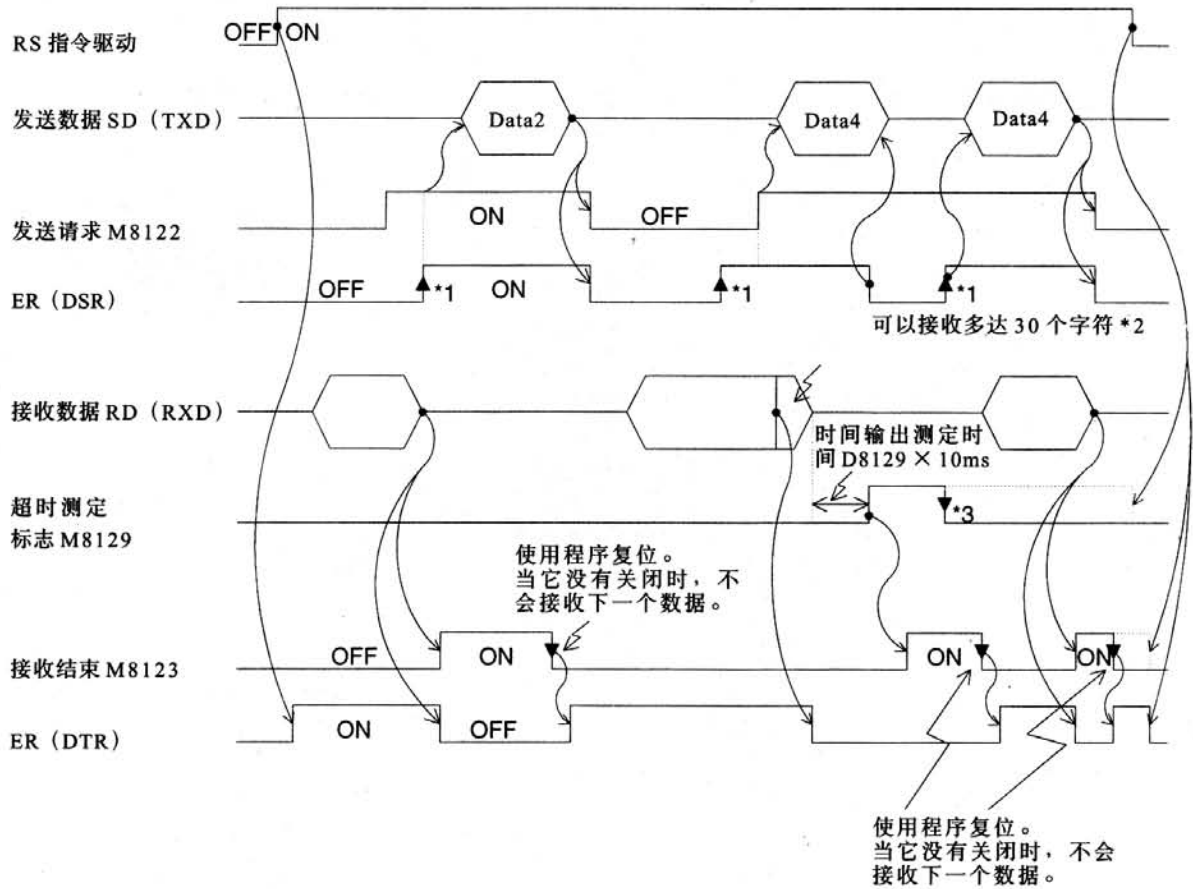 RS 指令驱动
OFF ON
发送数据 SD（TXD）
Data2
Data4
Data4
发送请求 M8122
ON
OFF
ER（DSR）
OFF
*1
ON
*1
*1
可以接收多达 30 个字符 *2
接收数据 RD（RXD）
时间输出测定时
间 D8129 × 10ms
超时测定
标志 M8129
*3
使用程序复位。
当它没有关闭时，不
会接收下一个数据。
接收结束 M8123
OFF
ON
ON
ON
ER（DTR）
ON
OFF
使用程序复位。
当它没有关闭时，不会
接收下一个数据。